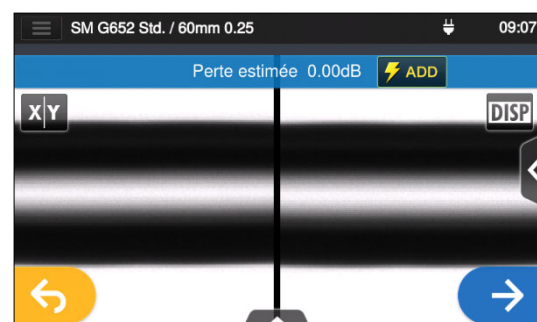 SM G652 Std. / 60mm 0.25 09:07
Perte estimée 0.00dB ADD
X|Y DISP